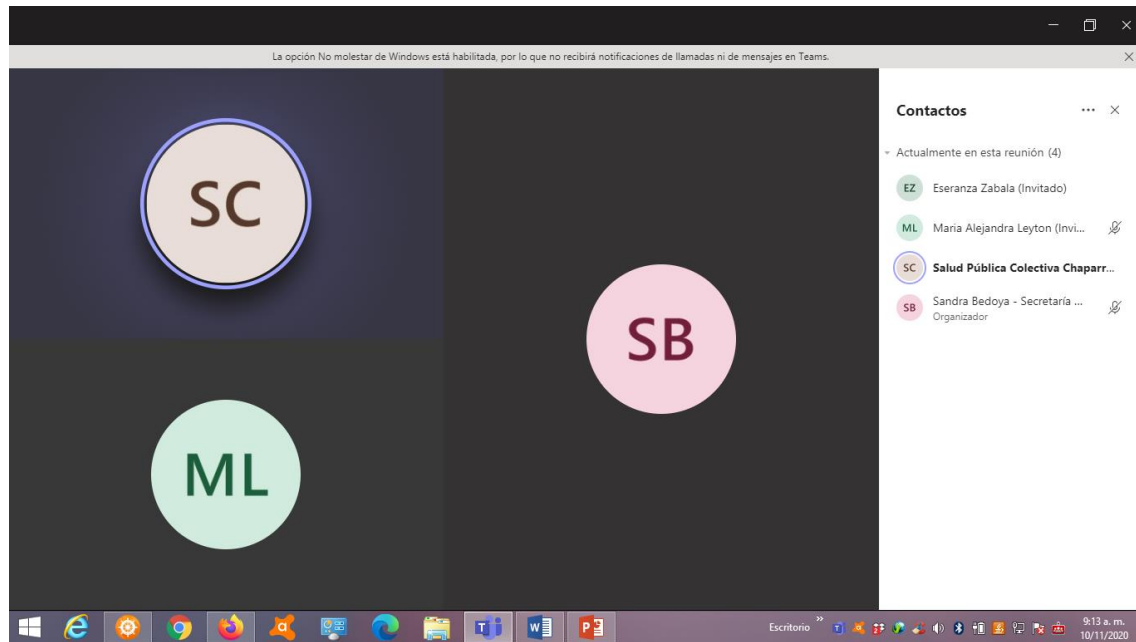 La opción No molestar de Windows está habilitada, por lo que no recibirá notificaciones de llamadas ni de mensajes en Teams.
SC
ML
SB
Contactos
Actualmente en esta reunión (4)
EZ Eseranza Zabala (Invitado)
ML Maria Alejandra Leyton (Invi...
SC Salud Pública Colectiva Chaparr...
SB Sandra Bedoya - Secretaría ...
Organizador
Escritorio
9:13 a. m.
10/11/2020